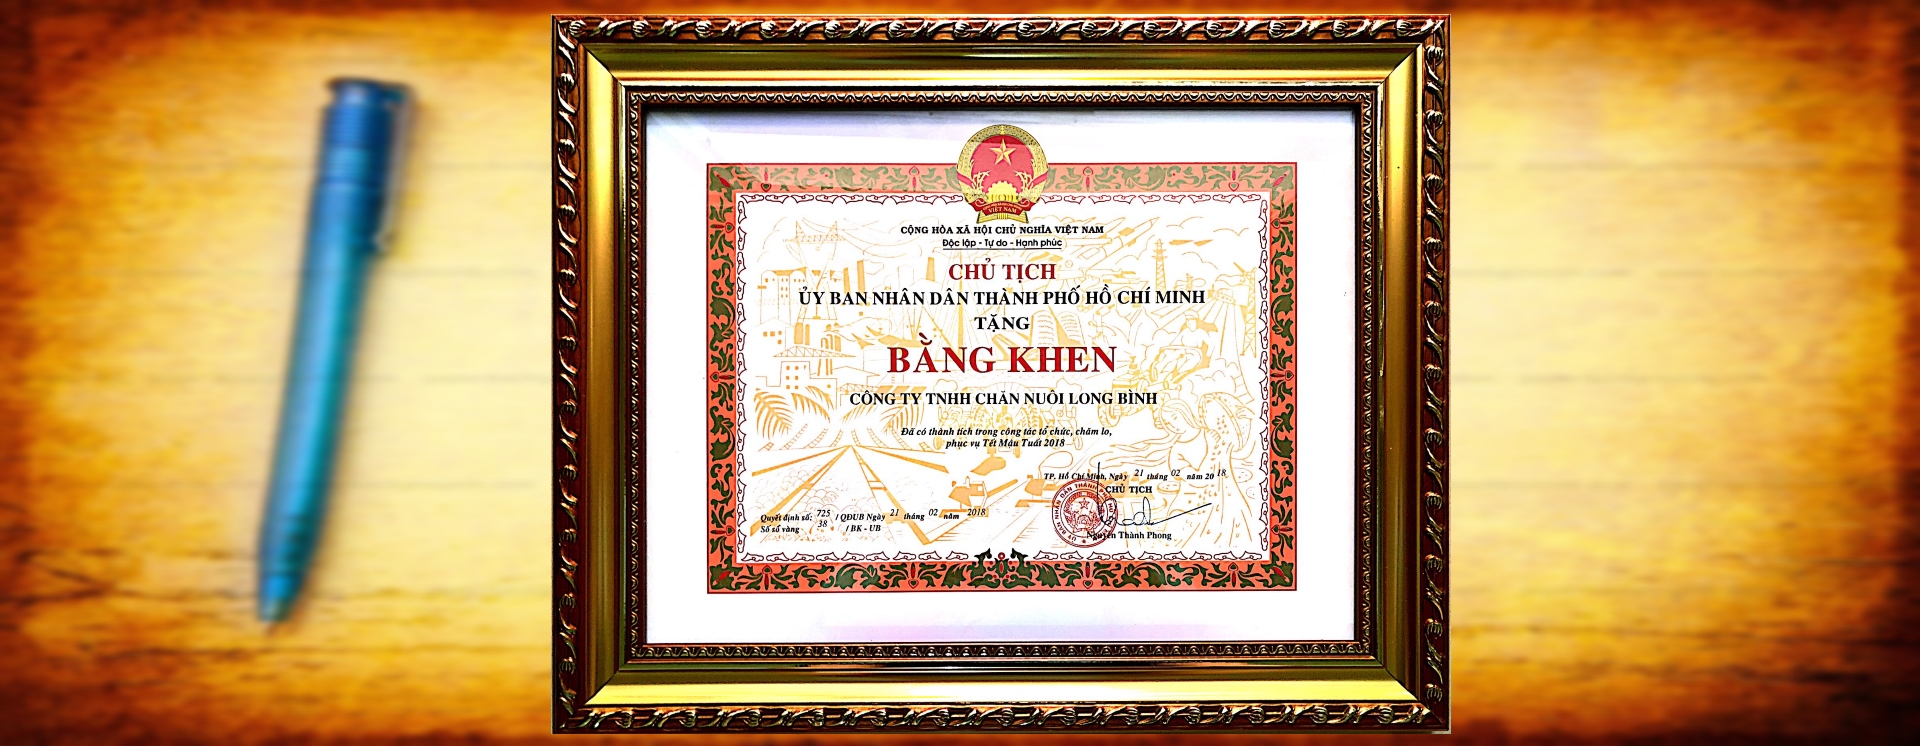 VIỆT NAM
CỘNG HÒA XÃ HỘI CHỦ NGHĨA VIỆT NAM
Độc lập - Tự do - Hạnh phúc
CHỦ TỊCH
ỦY BAN NHÂN DÂN THÀNH PHỐ HỒ CHÍ MINH
TẶNG
BẰNG KHEN
CÔNG TY TNHH CHĂN NUÔI LONG BÌNH
Đã có thành tích trong công tác tổ chức, chăm lo,
phục vụ Tết Mậu Tuất 2018
TP. Hồ Chí Minh, Ngày 21 tháng 02 năm 20 18
CHỦ TỊCH
Quyết định số: 725 / QĐUB Ngày 21 tháng 02 năm 2018
Số sổ vàng 38 / BK - UB
Nguyễn Thành Phong